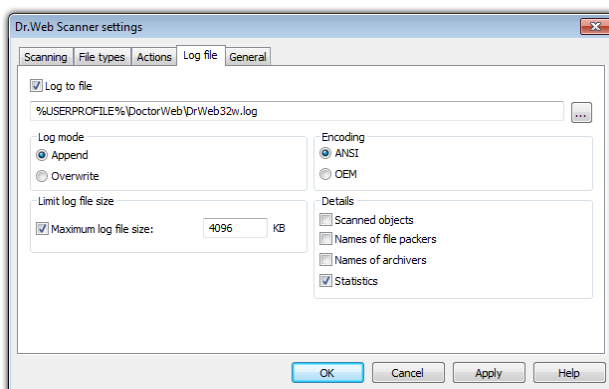 Dr.Web Scanner settings
Scanning File types Actions Log file General
Log to file
%USERPROFILE%\DoctorWeb\DrWeb32w.log
...
Log mode
Append
Overwrite
Encoding
ANSI
OEM
Limit log file size
Maximum log file size: 4096 KB
Details
Scanned objects
Names of file packers
Names of archivers
Statistics
OK Cancel Apply Help